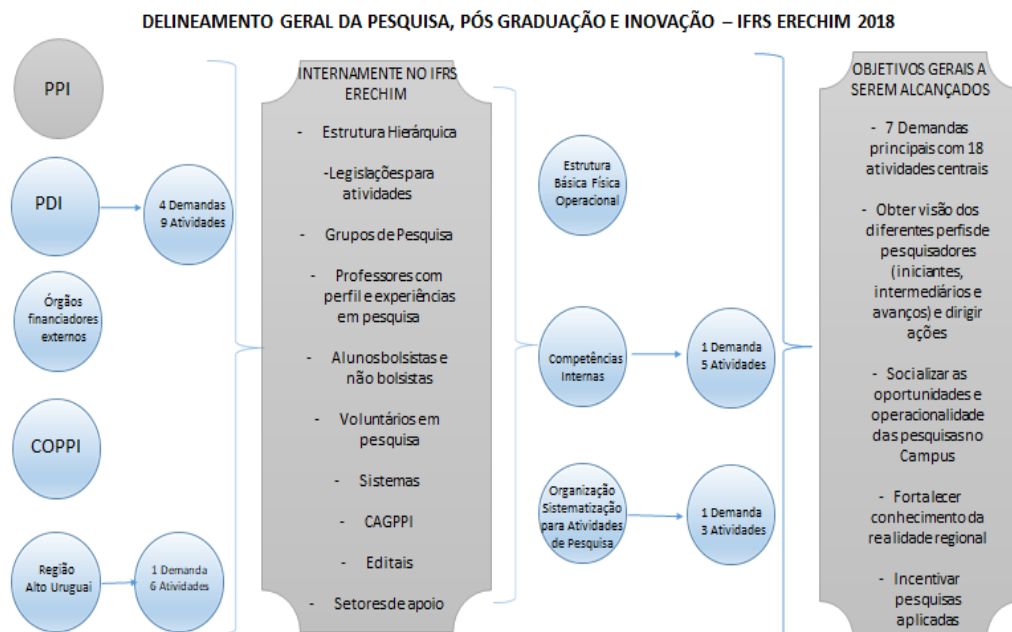 DELINEAMENTO GERAL DA PESQUISA, PÓS GRADUAÇÃO E INOVAÇÃO – IFRS ERECHIM 2018
PPI
PDI
4 Demandas
9 Atividades
Órgãos
financiadores
externos
COPPI
Região
Alto Uruguai
1 Demanda
6 Atividades
INTERNAMENTE NO IFRS
ERECHIM
- Estrutura Hierárquica
-Legislações para
atividades
- Grupos de Pesquisa
- Professores com
perfil e experiências
em pesquisa
- Alunos bolsistas e
não bolsistas
- Voluntários em
pesquisa
- Sistemas
- CAGPPI
- Editais
- Setores de apoio
Estrutura
Básica Física
Operacional
Competências
Internas
1 Demanda
5 Atividades
Organização
Sistematização
para Atividades
de Pesquisa
1 Demanda
3 Atividades
OBJETIVOS GERAIS A
SEREM ALCANÇADOS
- 7 Demandas
principais com 18
atividades centrais
- Obter visão dos
diferentes perfis de
pesquisadores
(iniciantes,
intermediários e
avanços) e dirigir
ações
- Socializar as
oportunidades e
operacionalidade
das pesquisas no
Campus
- Fortalecer
conhecimento da
realidade regional
- Incentivar
pesquisas
aplicadas